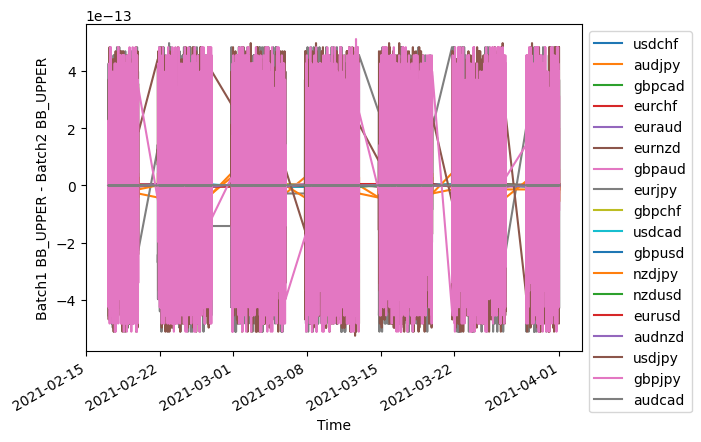 1e−13
Batch1 BB_UPPER - Batch2 BB_UPPER
4
2
0
−2
−4
2021-02-15
2021-02-22
2021-03-01
2021-03-08
2021-03-15
2021-03-22
2021-04-01
Time
usdchf
audjpy
gbpcad
eurchf
euraud
eurnzd
gbpaud
eurjpy
gbpchf
usdcad
gbpusd
nzdjpy
nzdusd
eurusd
audnzd
usdjpy
gbpjpy
audcad